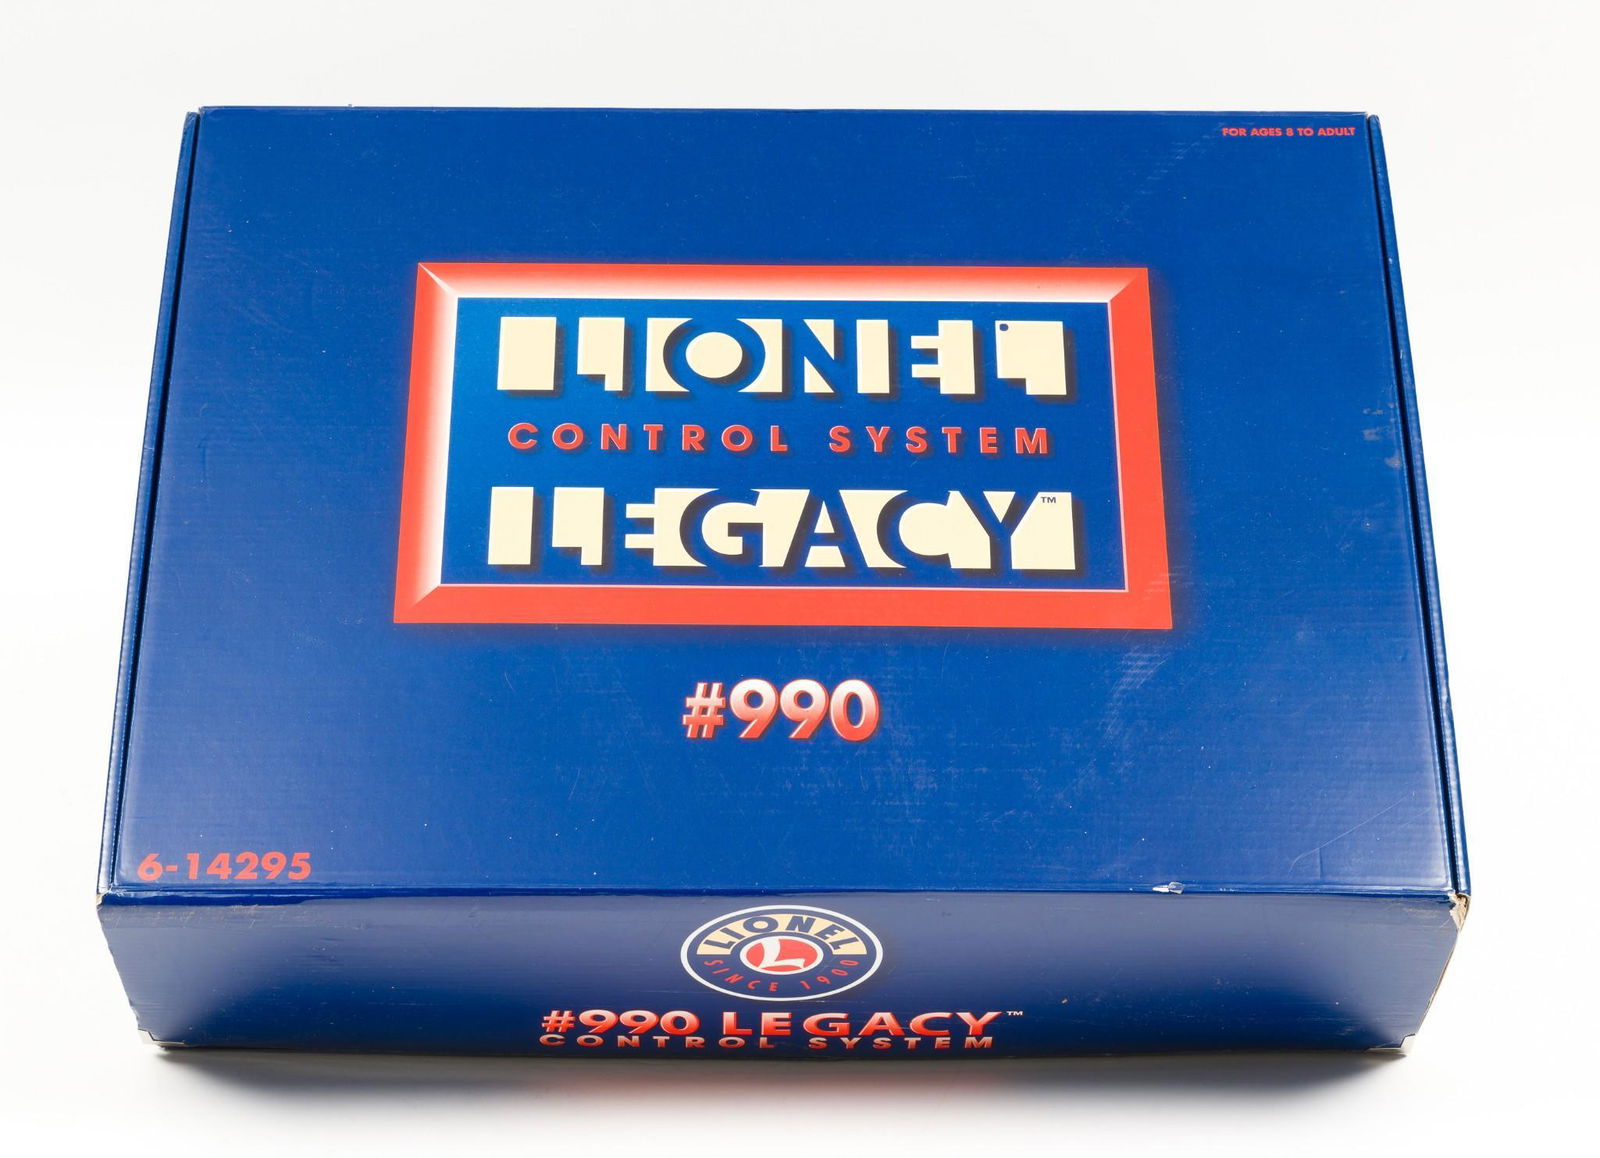 FOR AGES 8 TO ADULT
LIONEL
CONTROL SYSTEM
LEGACY™
#990
6-14295
LIONEL
L
SINCE 1900
#990 LEGACY™
CONTROL SYSTEM